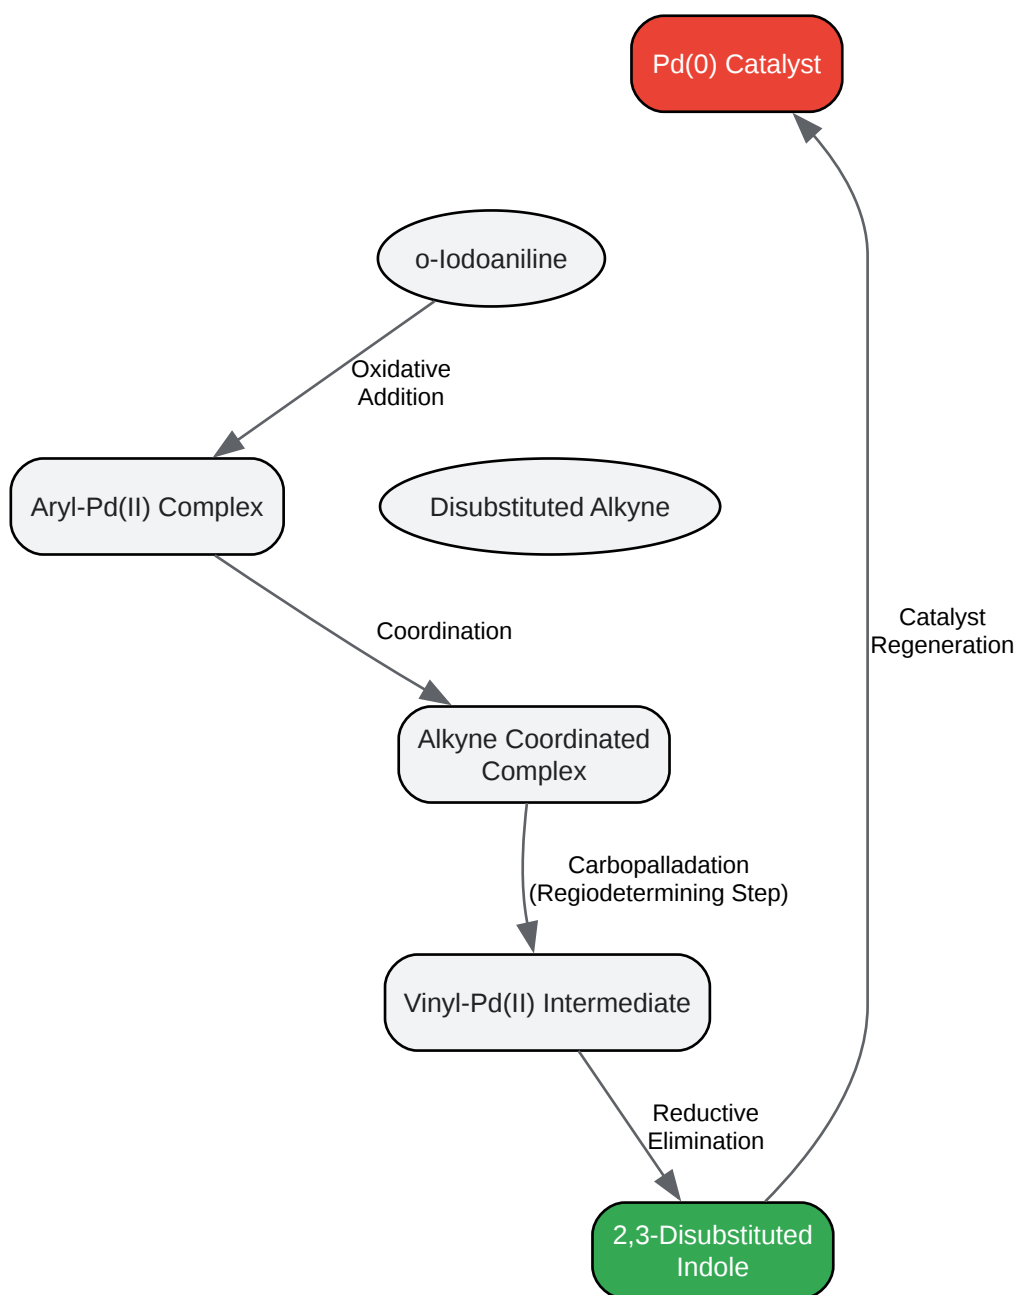 Pd(0) Catalyst
o-Iodoaniline
Oxidative
Addition
Aryl-Pd(II) Complex
Disubstituted Alkyne
Coordination
Catalyst
Regeneration
Alkyne Coordinated
Complex
Carbopalladation
(Regiodetermining Step)
Vinyl-Pd(II) Intermediate
Reductive
Elimination
2,3-Disubstituted
Indole